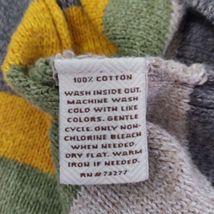 100% COTTON
WASH INSIDE OUT.
MACHINE WASH
COLD WITH LIKE
COLORS. GENTLE
CYCLE. ONLY NON-
CHLORINE BLEACH
WHEN NEEDED.
DRY FLAT. WARM
IRON IF NEEDED.
RN#73277